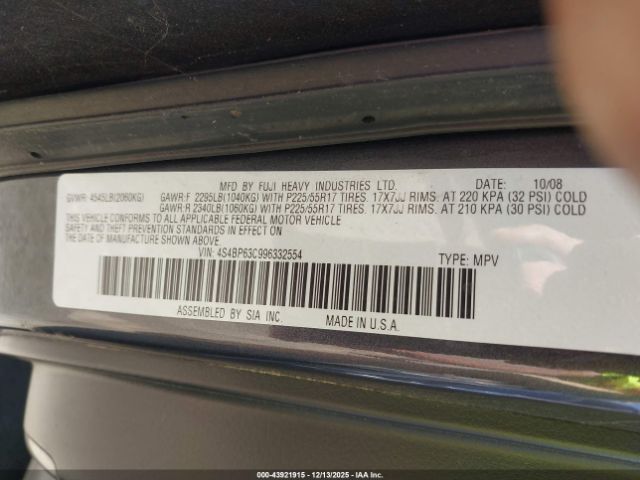 MFD BY FUJI HEAVY INDUSTRIES LTD. DATE: 10/08
GVWR: 4545LB(2060KG) GAWR:F 2295LB(1040KG) WITH P225/55R17 TIRES. 17X7JJ RIMS. AT 220 KPA (32 PSI) COLD
GAWR:R 2340LB(1060KG) WITH P225/55R17 TIRES. 17X7JJ RIMS. AT 210 KPA (30 PSI) COLD
THIS VEHICLE CONFORMS TO ALL APPLICABLE FEDERAL MOTOR VEHICLE
SAFETY, BUMPER, AND THEFT PREVENTION STANDARDS
IN EFFECT ON THE DATE OF MANUFACTURE SHOWN ABOVE.
VIN: 4S4BP63C996332554 TYPE: MPV
ASSEMBLED BY SIA INC. MADE IN U.S.A.
000-43921915 - 12/13/2025 - IAAI.COM